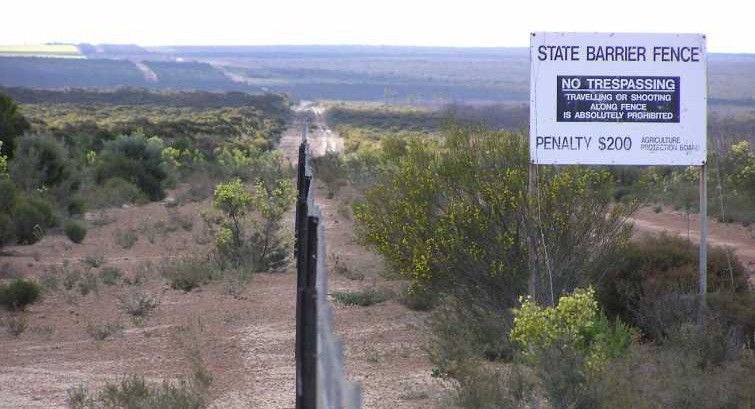 STATE BARRIER FENCE
NO TRESPASSING
TRAVELLING OR SHOOTING
ALONG FENCE
IS ABSOLUTELY PROHIBITED
PENALTY $200 AGRICULTURE
PROTECTION BOARD